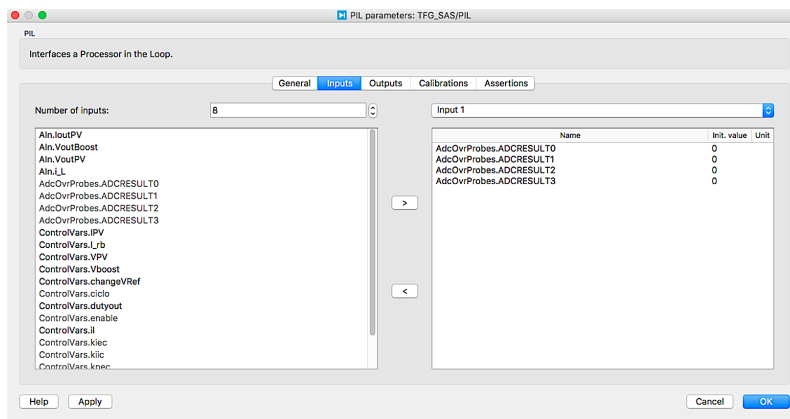 PIL parameters: TFG_SAS/PIL
PIL
Interfaces a Processor in the Loop.
General Inputs Outputs Calibrations Assertions
Number of inputs: 8
Input 1
AIn.IoutPV
AIn.VoutBoost
AIn.VoutPV
AIn.i_L
AdcOvrProbes.ADCRESULT0
AdcOvrProbes.ADCRESULT1
AdcOvrProbes.ADCRESULT2
AdcOvrProbes.ADCRESULT3
ControlVars.IPV
ControlVars.I_rb
ControlVars.VPV
ControlVars.Vboost
ControlVars.changeVRef
ControlVars.ciclo
ControlVars.dutyout
ControlVars.enable
ControlVars.il
ControlVars.kiec
ControlVars.kiic
ControlVars.kpec
>
<
Name Init. value Unit
AdcOvrProbes.ADCRESULT0 0
AdcOvrProbes.ADCRESULT1 0
AdcOvrProbes.ADCRESULT2 0
AdcOvrProbes.ADCRESULT3 0
Help Apply Cancel OK